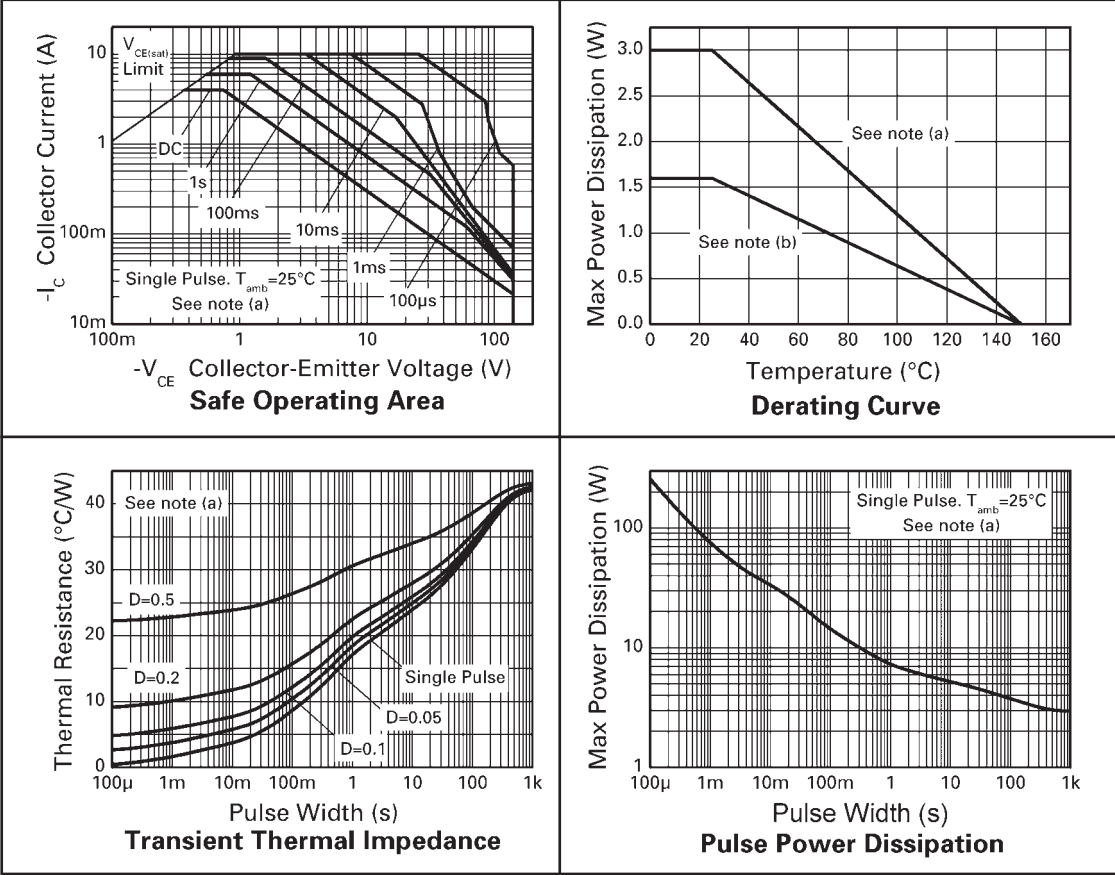 -I_C Collector Current (A)
10
1
100m
10m
V_CE(sat)
Limit
DC
1s
100ms
10ms
1ms
100µs
Single Pulse. T_amb=25°C
See note (a)
100m 1 10 100
-V_CE Collector-Emitter Voltage (V)
Safe Operating Area
Max Power Dissipation (W)
3.0
2.5
2.0
1.5
1.0
0.5
0.0
See note (a)
See note (b)
0 20 40 60 80 100 120 140 160
Temperature (°C)
Derating Curve
Thermal Resistance (°C/W)
40
30
20
10
0
See note (a)
D=0.5
D=0.2
Single Pulse
D=0.05
D=0.1
100µ 1m 10m 100m 1 10 100 1k
Pulse Width (s)
Transient Thermal Impedance
Max Power Dissipation (W)
100
10
1
Single Pulse. T_amb=25°C
See note (a)
100µ 1m 10m 100m 1 10 100 1k
Pulse Width (s)
Pulse Power Dissipation